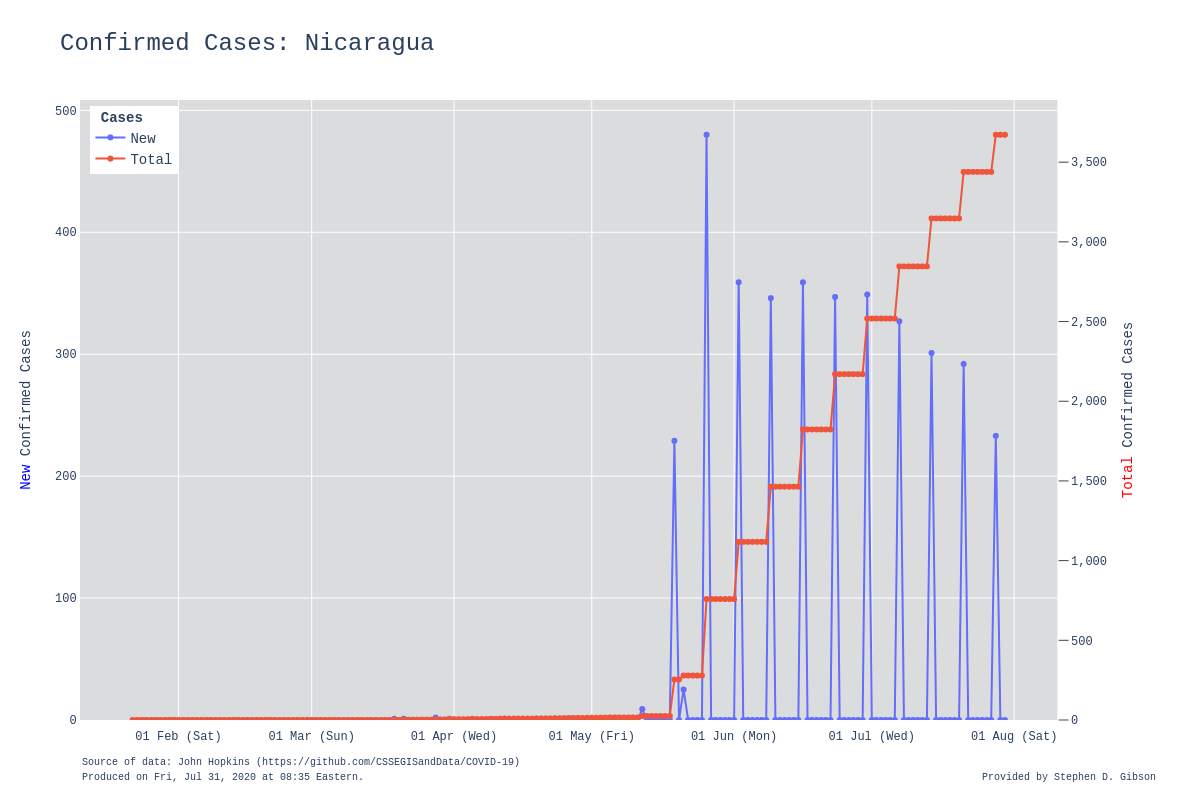 Confirmed Cases: Nicaragua
Cases
New
Total
500
400
300
200
100
0
3,500
3,000
2,500
2,000
1,500
1,000
500
0
New Confirmed Cases
Total Confirmed Cases
01 Feb (Sat) 01 Mar (Sun) 01 Apr (Wed) 01 May (Fri) 01 Jun (Mon) 01 Jul (Wed) 01 Aug (Sat)
Source of data: John Hopkins (https://github.com/CSSEGISandData/COVID-19)
Produced on Fri, Jul 31, 2020 at 08:35 Eastern.
Provided by Stephen D. Gibson